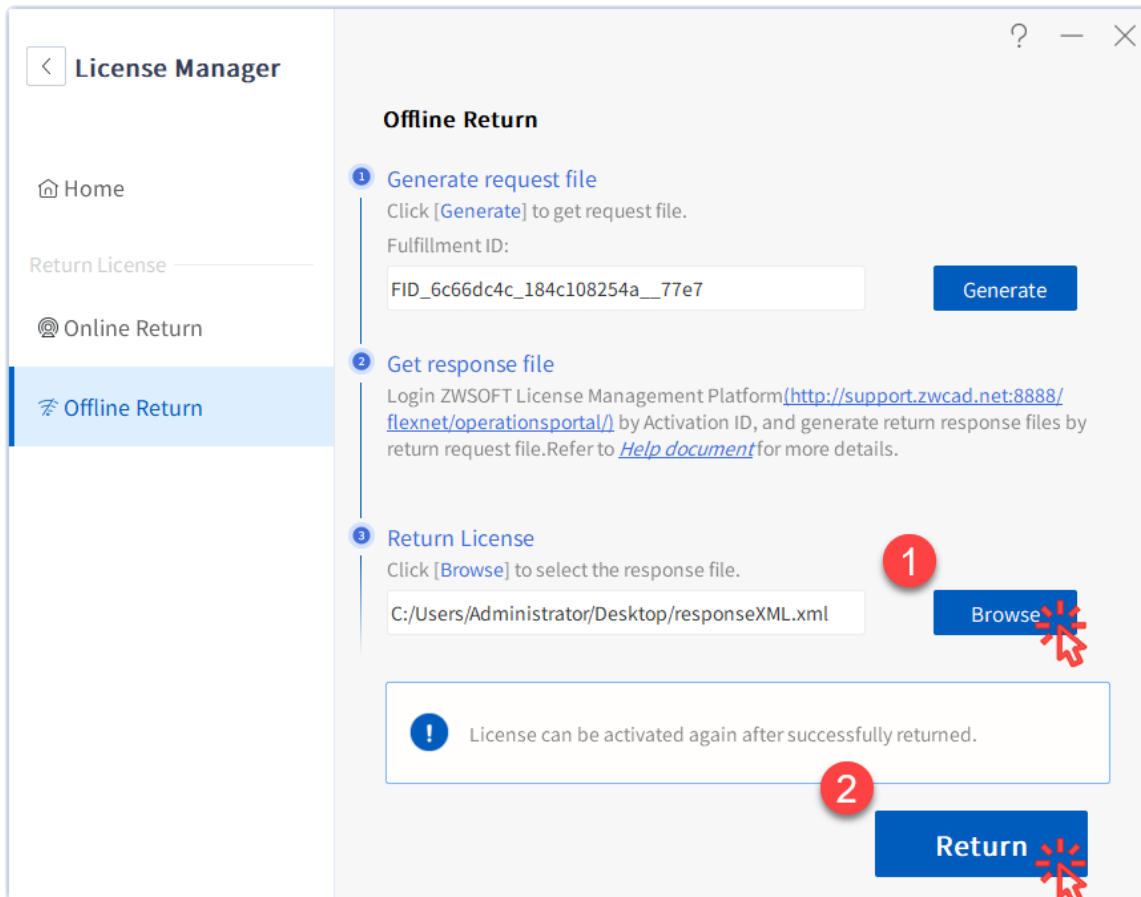 License Manager
Home
Return License
Online Return
Offline Return
Offline Return
1 Generate request file
Click [Generate] to get request file.
Fulfillment ID:
FID_6c66dc4c_184c108254a__77e7
Generate
2 Get response file
Login ZWSOFT License Management Platform(http://support.zwcad.net:8888/
flexnet/operationsportal/) by Activation ID, and generate return response files by
return request file.Refer to Help document for more details.
3 Return License
Click [Browse] to select the response file.
1
C:/Users/Administrator/Desktop/responseXML.xml
Browse
! License can be activated again after successfully returned.
2
Return